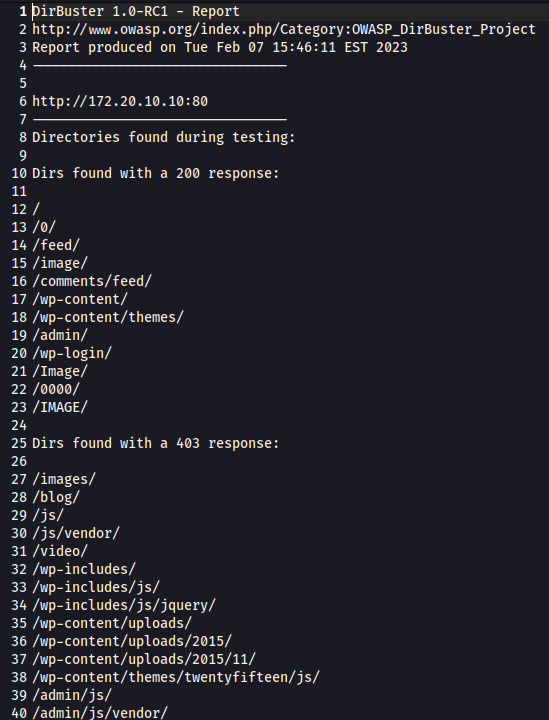 1 DirBuster 1.0-RC1 - Report
2 http://www.owasp.org/index.php/Category:OWASP_DirBuster_Project
3 Report produced on Tue Feb 07 15:46:11 EST 2023
4 --------------------------------
5
6 http://172.20.10.10:80
7 --------------------------------
8 Directories found during testing:
9
10 Dirs found with a 200 response:
11
12 /
13 /0/
14 /feed/
15 /image/
16 /comments/feed/
17 /wp-content/
18 /wp-content/themes/
19 /admin/
20 /wp-login/
21 /Image/
22 /0000/
23 /IMAGE/
24
25 Dirs found with a 403 response:
26
27 /images/
28 /blog/
29 /js/
30 /js/vendor/
31 /video/
32 /wp-includes/
33 /wp-includes/js/
34 /wp-includes/js/jquery/
35 /wp-content/uploads/
36 /wp-content/uploads/2015/
37 /wp-content/uploads/2015/11/
38 /wp-content/themes/twentyfifteen/js/
39 /admin/js/
40 /admin/js/vendor/